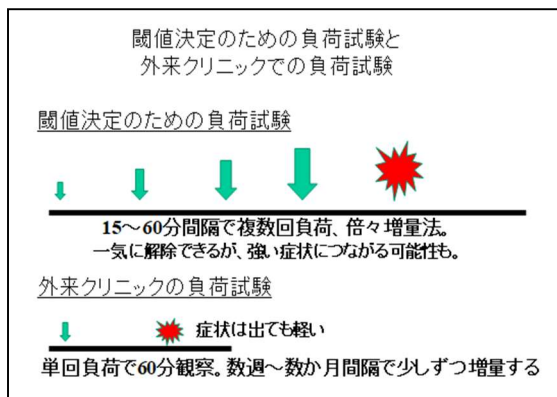 閾値決定のための負荷試験と
外来クリニックでの負荷試験
閾値決定のための負荷試験
15～60分間隔で複数回負荷、倍々増量法。
一気に解除できるが、強い症状につながる可能性も。
外来クリニックの負荷試験
症状は出ても軽い
単回負荷で60分観察。数週～数か月間隔で少しずつ増量する